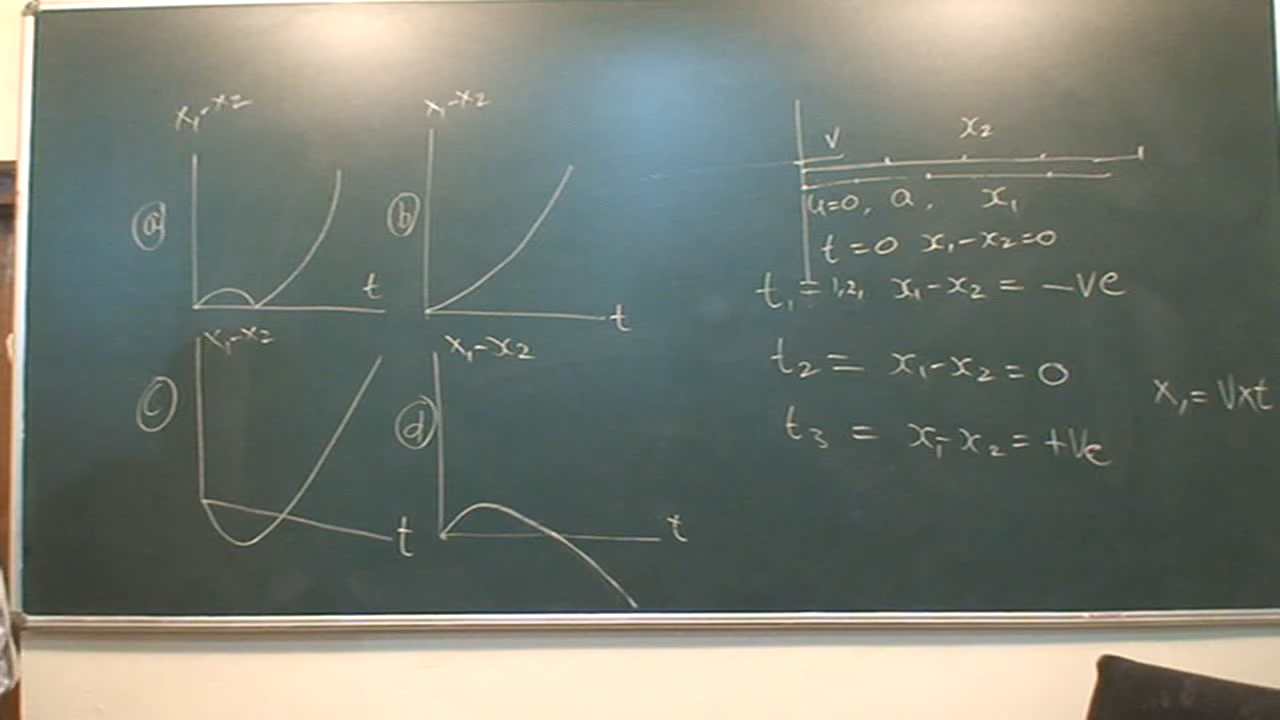 x₁-x₂
x₁-x₂
(a)
(b)
t
t
x₁-x₂
x₁-x₂
(c)
(d)
t
t
v x₂
u=0, a, x₁
t=0 x₁-x₂=0
t₁=1,2, x₁-x₂= -ve
t₂= x₁-x₂=0
t₃= x₁-x₂=+ve
x₁=V×t